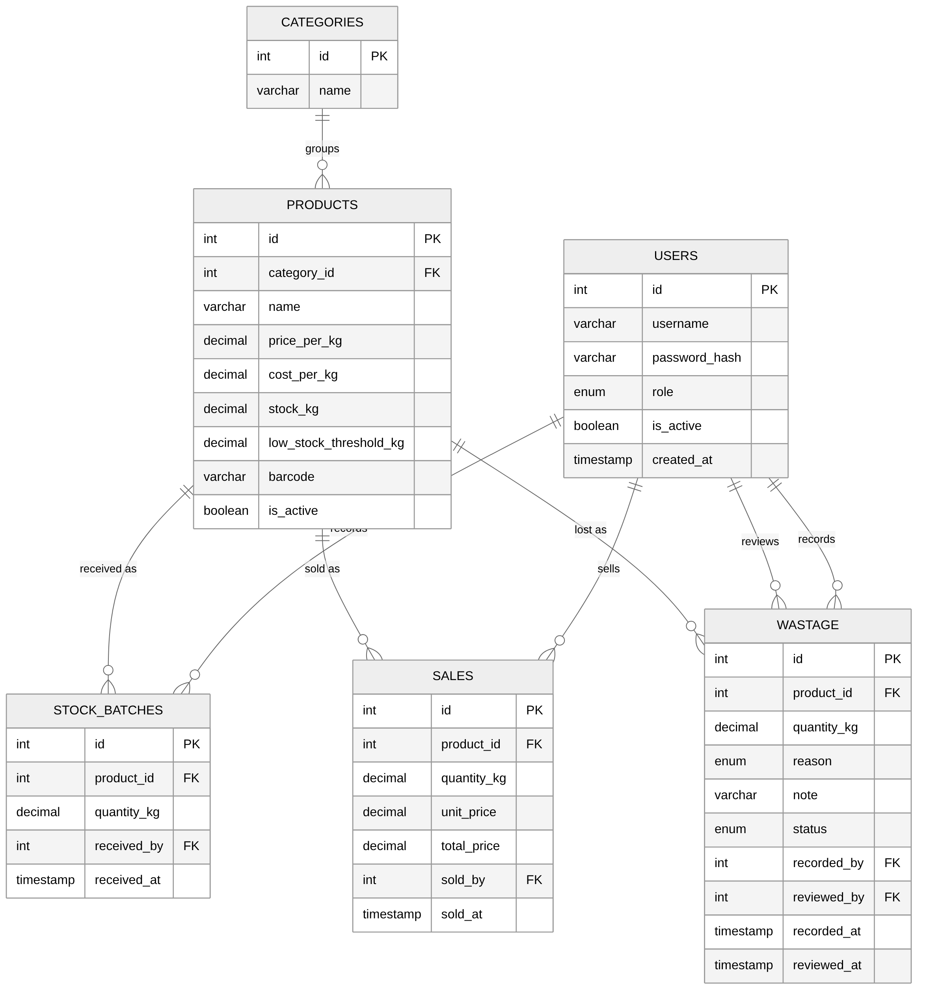 CATEGORIES
int id PK
varchar name
groups
PRODUCTS
int id PK
int category_id FK
varchar name
decimal price_per_kg
decimal cost_per_kg
decimal stock_kg
decimal low_stock_threshold_kg
varchar barcode
boolean is_active
USERS
int id PK
varchar username
varchar password_hash
enum role
boolean is_active
timestamp created_at
records
lost as
reviews
records
received as
sold as
sells
STOCK_BATCHES
int id PK
int product_id FK
decimal quantity_kg
int received_by FK
timestamp received_at
SALES
int id PK
int product_id FK
decimal quantity_kg
decimal unit_price
decimal total_price
int sold_by FK
timestamp sold_at
WASTAGE
int id PK
int product_id FK
decimal quantity_kg
enum reason
varchar note
enum status
int recorded_by FK
int reviewed_by FK
timestamp recorded_at
timestamp reviewed_at